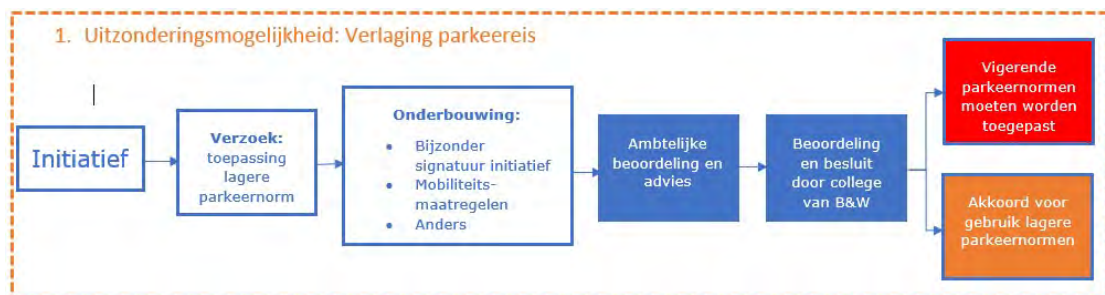 1. Uitzonderingsmogelijkheid: Verlaging parkeereis
Initiatief
Verzoek:
toepassing
lagere
parkeernorm
Onderbouwing:
• Bijzonder
signatuur initiatief
• Mobiliteits-
maatregelen
• Anders
Ambtelijke
beoordeling en
advies
Beoordeling
en besluit
door college
van B&W
Vigerende
parkeernormen
moeten worden
toegepast
Akkoord voor
gebruik lagere
parkeernormen